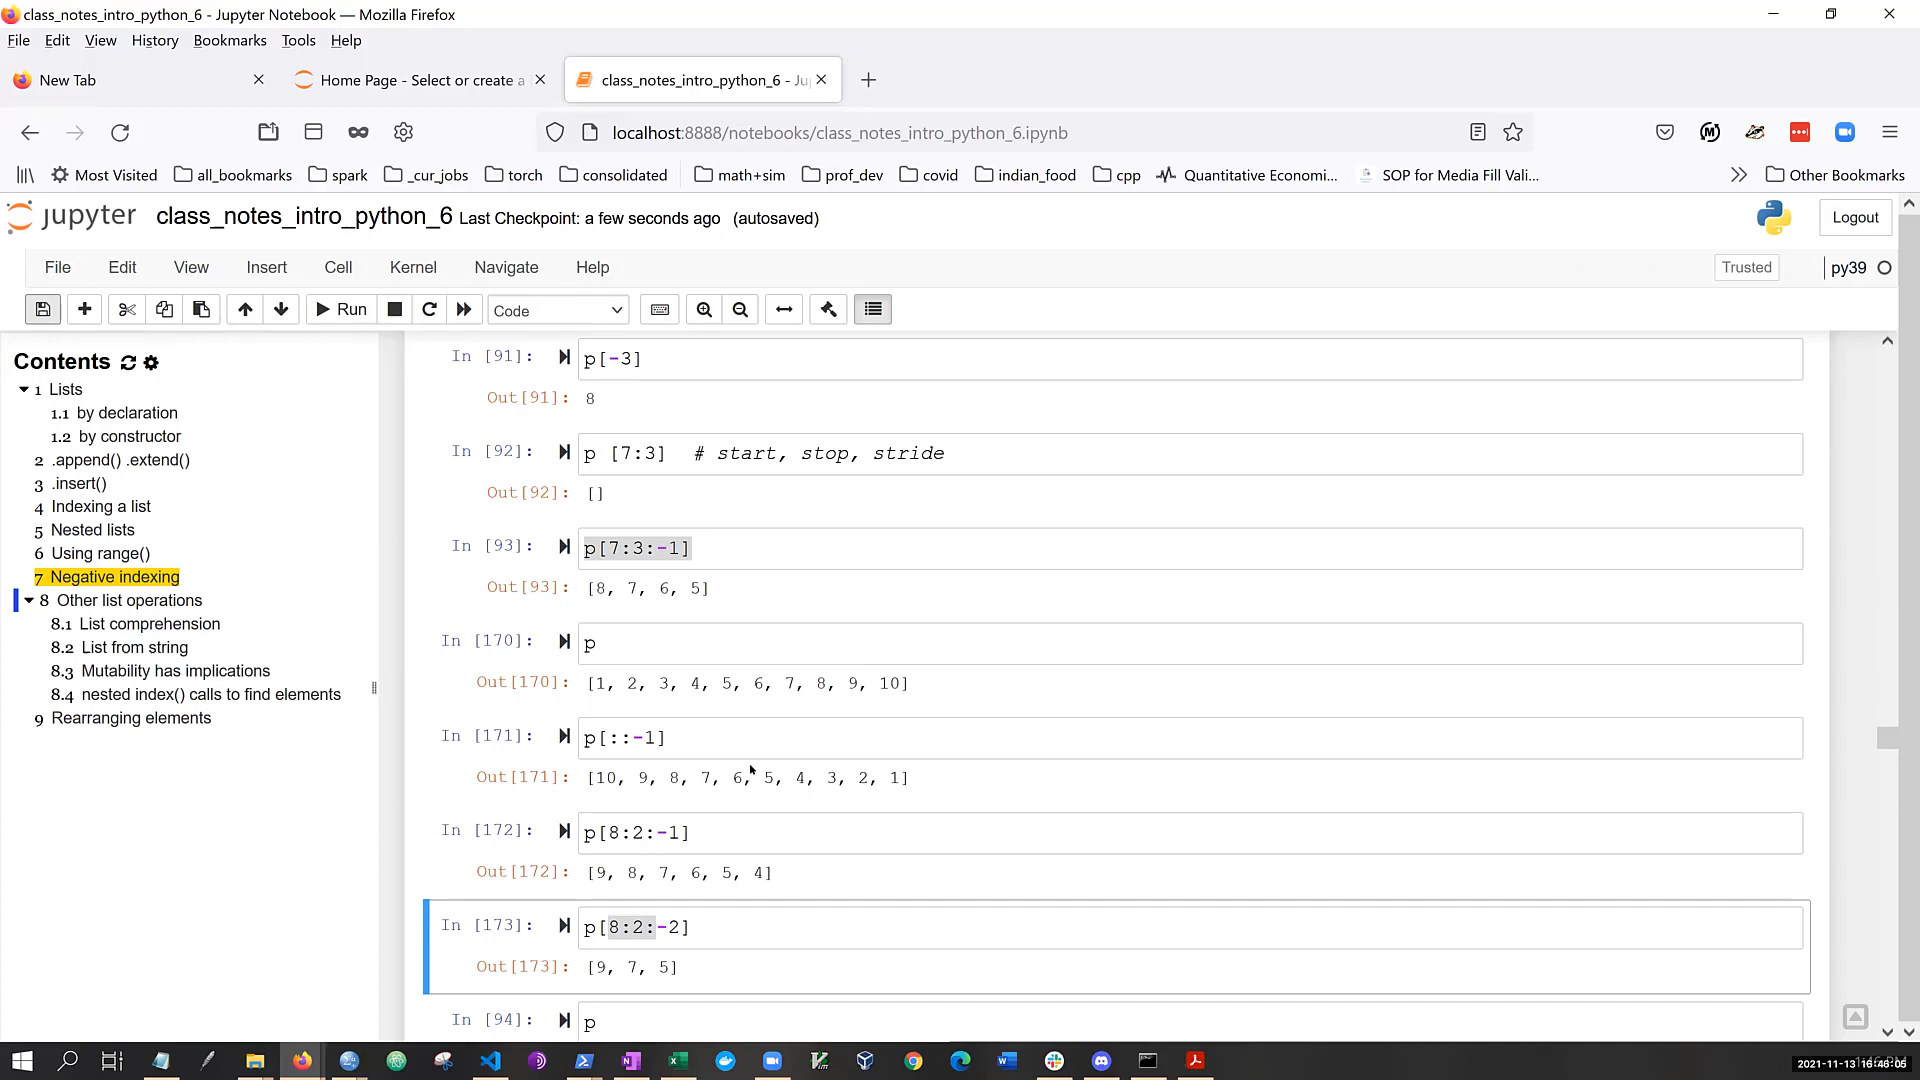 class_notes_intro_python_6 - Jupyter Notebook — Mozilla Firefox
File Edit View History Bookmarks Tools Help
New Tab
Home Page - Select or create a
class_notes_intro_python_6 - Ju
localhost:8888/notebooks/class_notes_intro_python_6.ipynb
Most Visited all_bookmarks spark _cur_jobs torch consolidated math+sim prof_dev covid indian_food cpp Quantitative Economi... SOP for Media Fill Vali... Other Bookmarks
jupyter class_notes_intro_python_6 Last Checkpoint: a few seconds ago (autosaved)
Logout
File Edit View Insert Cell Kernel Navigate Help
Trusted
py39
Run
Code
Contents
1 Lists
1.1 by declaration
1.2 by constructor
2 .append() .extend()
3 .insert()
4 Indexing a list
5 Nested lists
6 Using range()
7 Negative indexing
8 Other list operations
8.1 List comprehension
8.2 List from string
8.3 Mutability has implications
8.4 nested index() calls to find elements
9 Rearranging elements
In [91]: p[-3]
Out[91]: 8
In [92]: p [7:3] # start, stop, stride
Out[92]: []
In [93]: p[7:3:-1]
Out[93]: [8, 7, 6, 5]
In [170]: p
Out[170]: [1, 2, 3, 4, 5, 6, 7, 8, 9, 10]
In [171]: p[::-1]
Out[171]: [10, 9, 8, 7, 6, 5, 4, 3, 2, 1]
In [172]: p[8:2:-1]
Out[172]: [9, 8, 7, 6, 5, 4]
In [173]: p[8:2:-2]
Out[173]: [9, 7, 5]
In [94]: p
2021-11-13 16:46:05